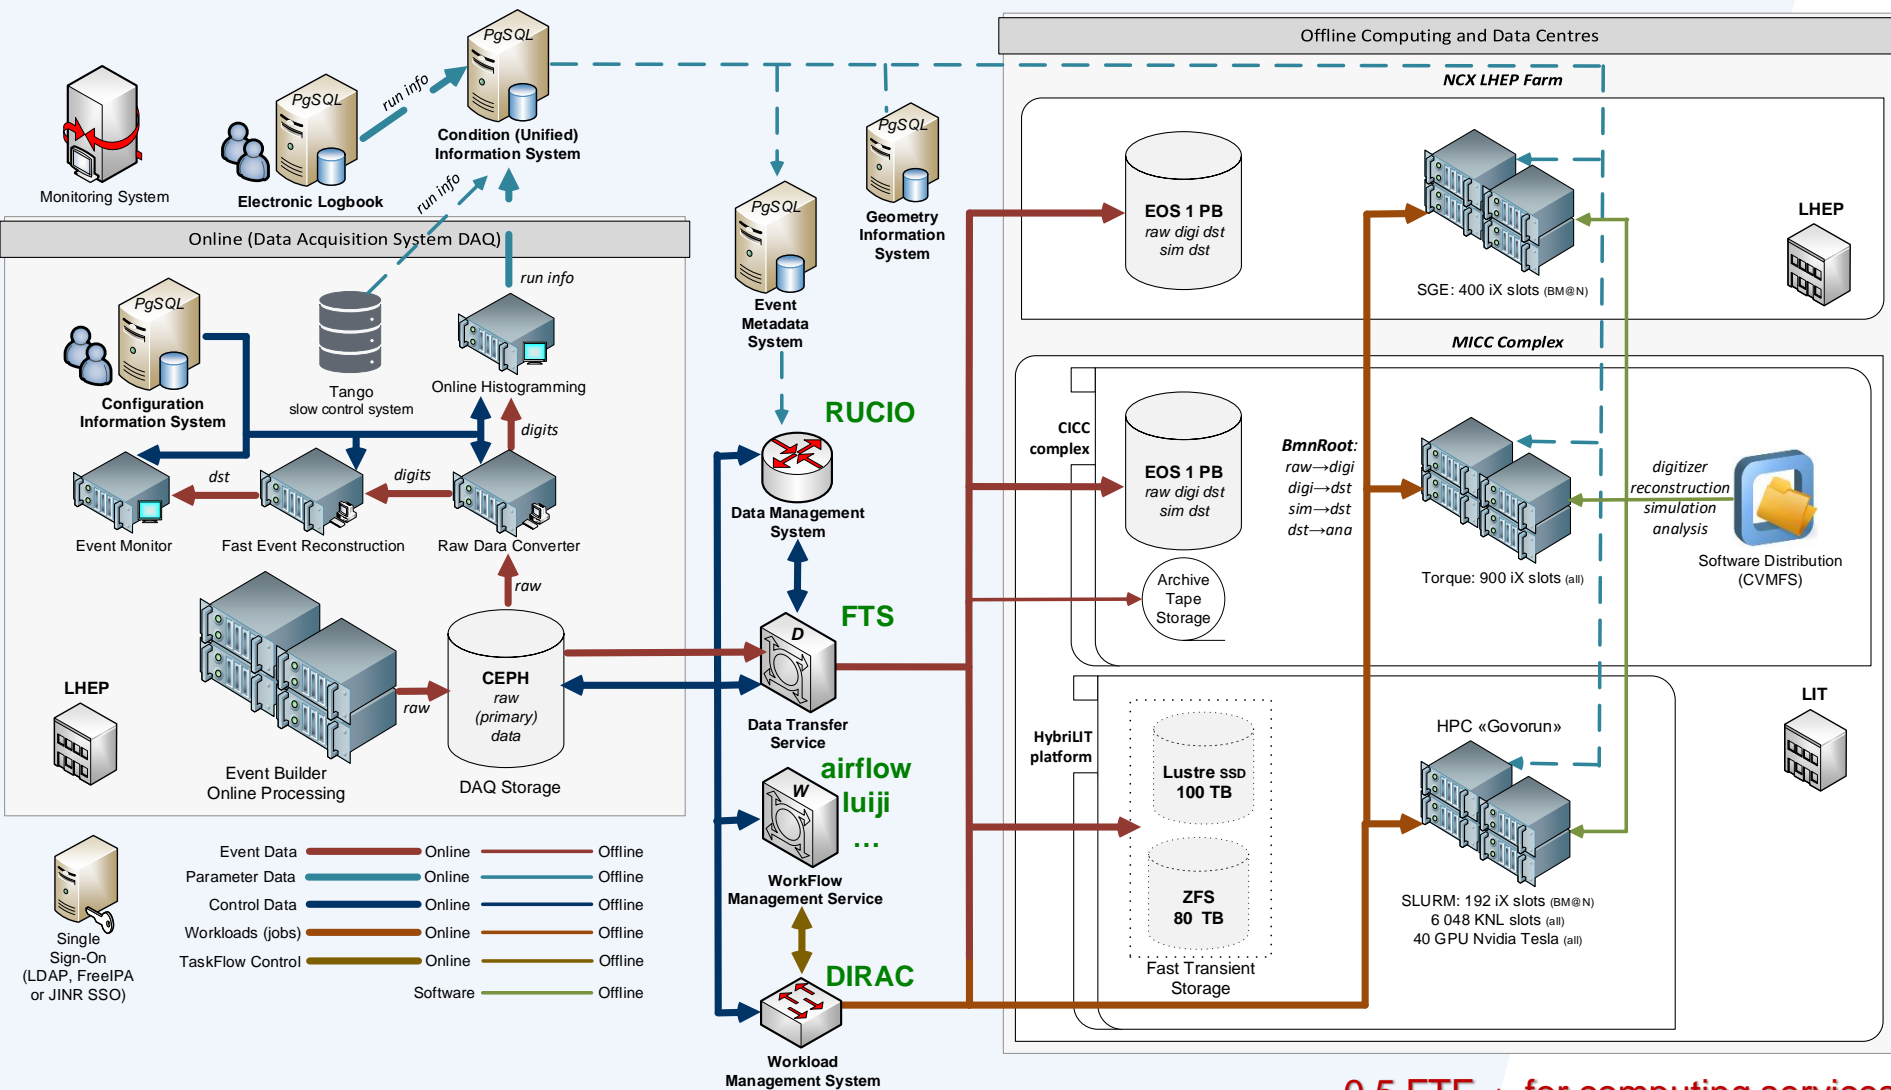 Offline Computing and Data Centres
PgSQL
run info
Condition (Unified)
Information System
PgSQL
Electronic Logbook
Monitoring System
run info
PgSQL
Geometry
Information
System
PgSQL
Event
Metadata
System
Online (Data Acquisition System DAQ)
run info
PgSQL
Configuration
Information System
Tango
slow control system
Online Histogramming
digits
dst
digits
Event Monitor
Fast Event Reconstruction
Raw Dara Converter
raw
CEPH
raw
(primary)
data
DAQ Storage
raw
Event Builder
Online Processing
LHEP
RUCIO
Data Management
System
FTS
D
Data Transfer
Service
airflow
luiji
...
W
WorkFlow
Management Service
DIRAC
Workload
Management System
Single
Sign-On
(LDAP, FreeIPA
or JINR SSO)
Event Data Online Offline
Parameter Data Online Offline
Control Data Online Offline
Workloads (jobs) Online Offline
TaskFlow Control Online Offline
Software Offline
NCX LHEP Farm
EOS 1 PB
raw digi dst
sim dst
SGE: 400 iX slots (BM@N)
LHEP
MICC Complex
CICC
complex
EOS 1 PB
raw digi dst
sim dst
Archive
Tape
Storage
BmnRoot:
raw→digi
digi→dst
sim→dst
dst→ana
Torque: 900 iX slots (all)
digitizer
reconstruction
simulation
analysis
Software Distribution
(CVMFS)
LIT
HybriLIT
platform
Lustre SSD
100 TB
ZFS
80 TB
Fast Transient
Storage
HPC «Govorun»
SLURM: 192 iX slots (BM@N)
6 048 KNL slots (all)
40 GPU Nvidia Tesla (all)
0.5 FTE for computing services